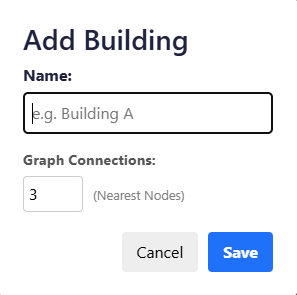 Add Building
Name:
e.g. Building A
Graph Connections:
3 (Nearest Nodes)
Cancel Save